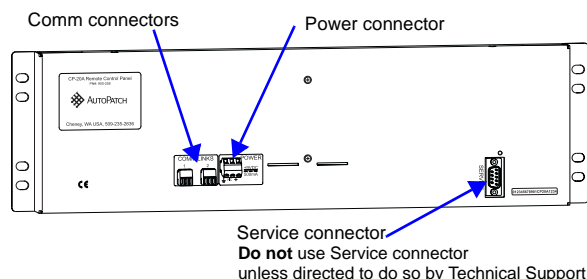 Comm connectors
Power connector
CP-20A Remote Control Panel
AUTOPATCH
Cheney, WA USA, 509-235-2636
COMM LINKS
POWER
1
2
Service connector
Do not use Service connector
unless directed to do so by Technical Support